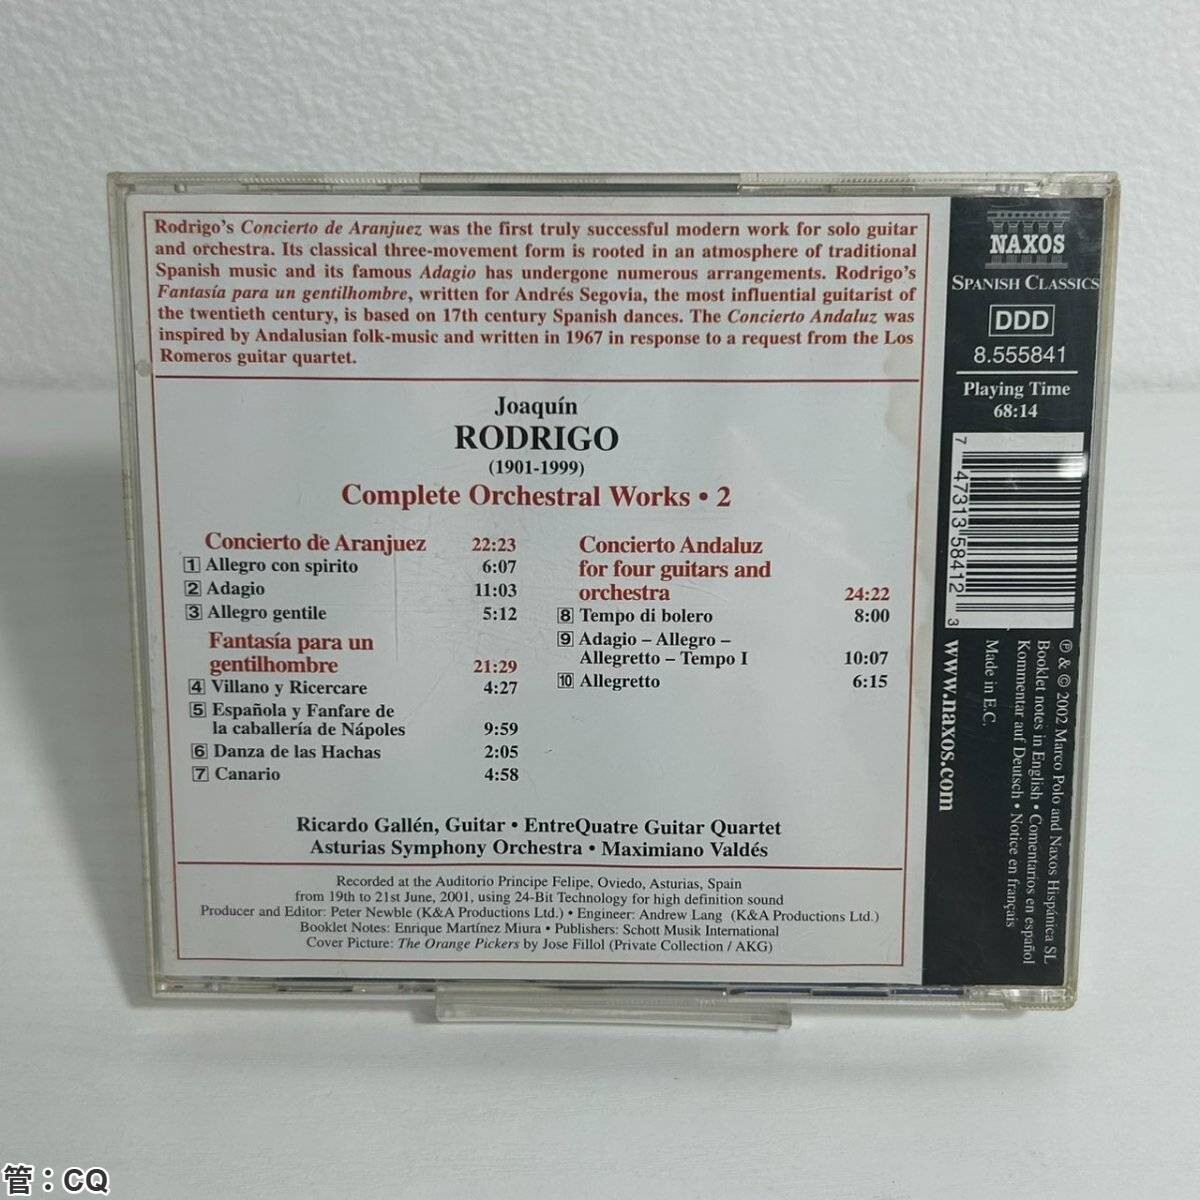 Rodrigo's Concierto de Aranjuez was the first truly successful modern work for solo guitar
and orchestra. Its classical three-movement form is rooted in an atmosphere of traditional
Spanish music and its famous Adagio has undergone numerous arrangements. Rodrigo's
Fantasía para un gentilhombre, written for Andrés Segovia, the most influential guitarist of
the twentieth century, is based on 17th century Spanish dances. The Concierto Andaluz was
inspired by Andalusian folk-music and written in 1967 in response to a request from the Los
Romeros guitar quartet.
Joaquín
RODRIGO
(1901-1999)
Complete Orchestral Works • 2
Concierto de Aranjuez 22:23
1 Allegro con spirito 6:07
2 Adagio 11:03
3 Allegro gentile 5:12
Fantasía para un
gentilhombre 21:29
4 Villano y Ricercare 4:27
5 Española y Fanfare de
la caballería de Nápoles 9:59
6 Danza de las Hachas 2:05
7 Canario 4:58
Concierto Andaluz
for four guitars and
orchestra 24:22
8 Tempo di bolero 8:00
9 Adagio – Allegro –
Allegretto – Tempo I 10:07
10 Allegretto 6:15
Ricardo Gallén, Guitar • EntreQuatre Guitar Quartet
Asturias Symphony Orchestra • Maximiano Valdés
Recorded at the Auditorio Principe Felipe, Oviedo, Asturias, Spain
from 19th to 21st June, 2001, using 24-Bit Technology for high definition sound
Producer and Editor: Peter Newble (K&A Productions Ltd.) • Engineer: Andrew Lang (K&A Productions Ltd.)
Booklet Notes: Enrique Martínez Miura • Publishers: Schott Musik International
Cover Picture: The Orange Pickers by Jose Fillol (Private Collection / AKG)
NAXOS
SPANISH CLASSICS
DDD
8.555841
Playing Time
68:14
7 47313 58412 3
℗ & © 2002 Marco Polo and Naxos Hispánica SL
Booklet notes in English • Comentarios en español
Kommentar auf Deutsch • Notice en français
Made in E.C.
www.naxos.com
管：CQ